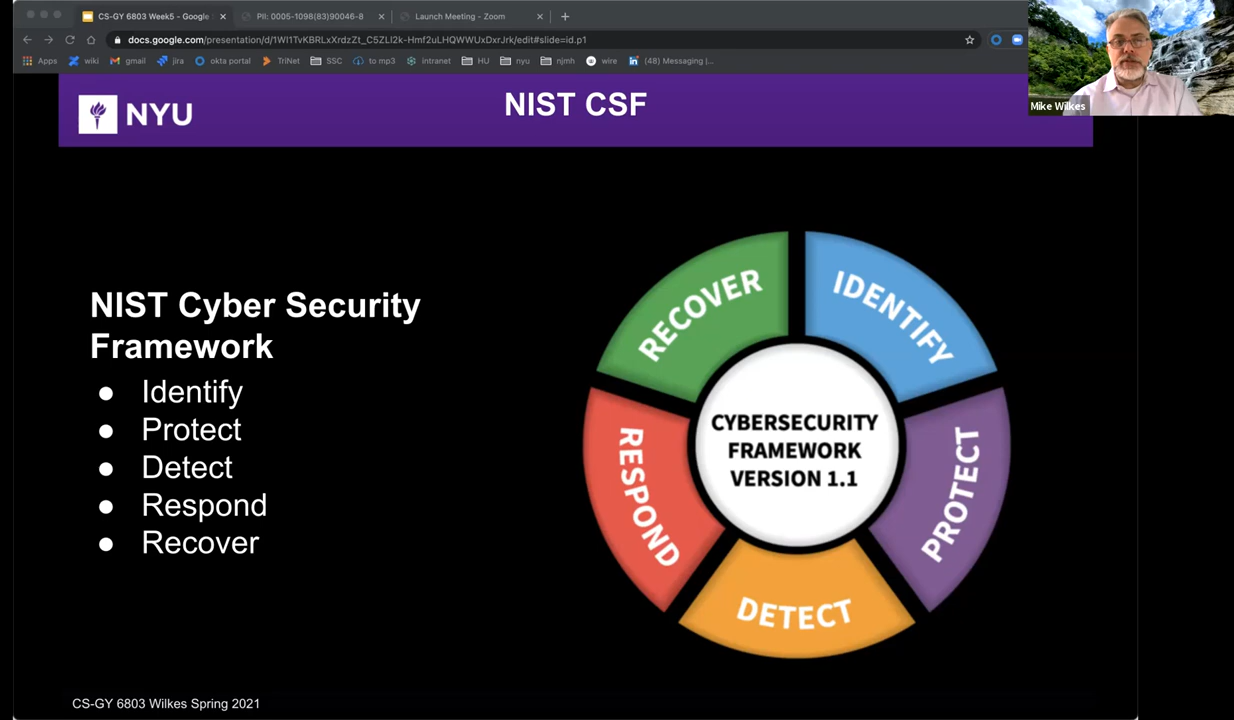 CS-GY 6803 Week5 - Google
PII: 0005-1098(83)90046-8
Launch Meeting - Zoom
docs.google.com/presentation/d/1WI1TvKBRLxXrdzZt_C5ZLI2k-Hmf2uLHQWWUxDxrJrk/edit#slide=id.p1
Apps wiki gmail jira okta portal TriNet SSC to mp3 intranet HU nyu njmh wire (48) Messaging |...
Mike Wilkes
NYU
NIST CSF
NIST Cyber Security
Framework
● Identify
● Protect
● Detect
● Respond
● Recover
RECOVER
IDENTIFY
PROTECT
DETECT
RESPOND
CYBERSECURITY
FRAMEWORK
VERSION 1.1
CS-GY 6803 Wilkes Spring 2021